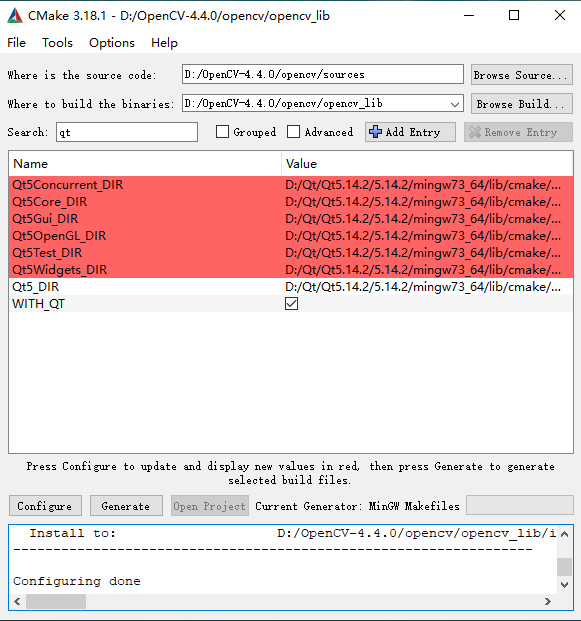 CMake 3.18.1 - D:/OpenCV-4.4.0/opencv/opencv_lib
File Tools Options Help
Where is the source code: D:/OpenCV-4.4.0/opencv/sources Browse Source...
Where to build the binaries: D:/OpenCV-4.4.0/opencv/opencv_lib Browse Build...
Search: qt Grouped Advanced Add Entry Remove Entry
Name Value
Qt5Concurrent_DIR D:/Qt/Qt5.14.2/5.14.2/mingw73_64/lib/cmake/...
Qt5Core_DIR D:/Qt/Qt5.14.2/5.14.2/mingw73_64/lib/cmake/...
Qt5Gui_DIR D:/Qt/Qt5.14.2/5.14.2/mingw73_64/lib/cmake/...
Qt5OpenGL_DIR D:/Qt/Qt5.14.2/5.14.2/mingw73_64/lib/cmake/...
Qt5Test_DIR D:/Qt/Qt5.14.2/5.14.2/mingw73_64/lib/cmake/...
Qt5Widgets_DIR D:/Qt/Qt5.14.2/5.14.2/mingw73_64/lib/cmake/...
Qt5_DIR D:/Qt/Qt5.14.2/5.14.2/mingw73_64/lib/cmake/...
WITH_QT
Press Configure to update and display new values in red, then press Generate to generate
selected build files.
Configure Generate Open Project Current Generator: MinGW Makefiles
Install to: D:/OpenCV-4.4.0/opencv/opencv_lib/i
-----------------------------------------------------------------
Configuring done